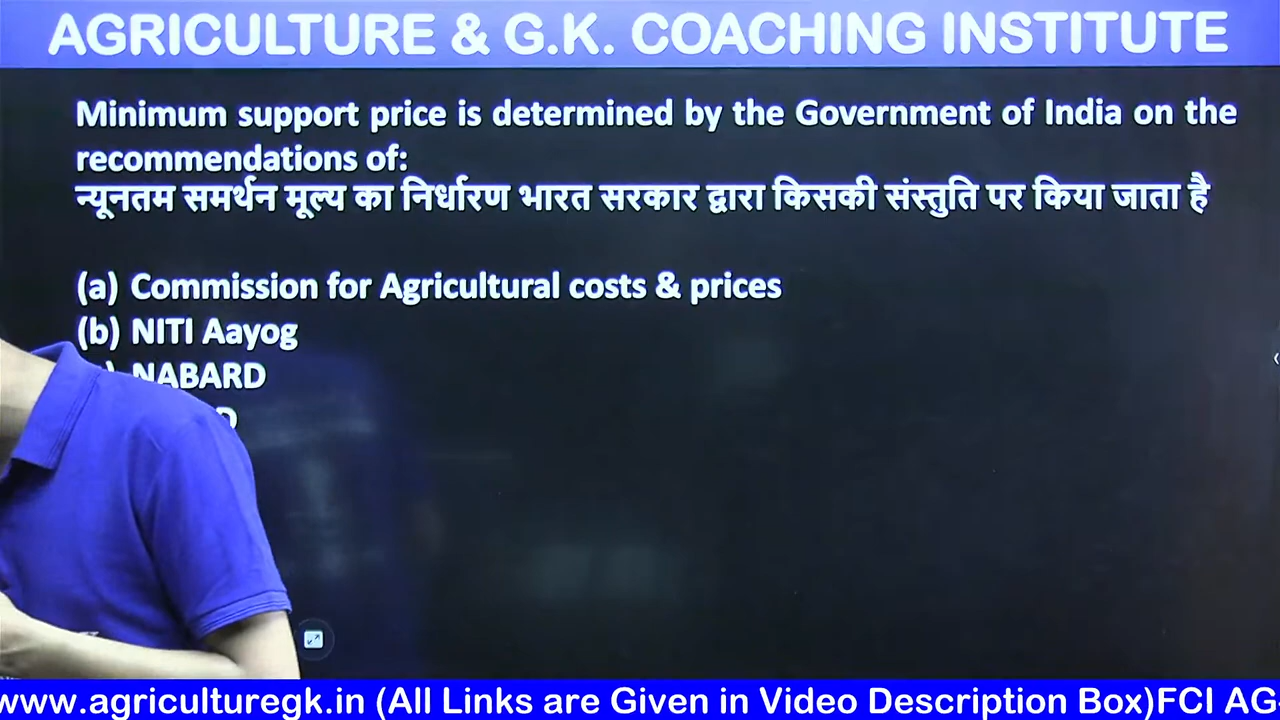 AGRICULTURE & G.K. COACHING INSTITUTE
Minimum support price is determined by the Government of India on the
recommendations of:
न्यूनतम समर्थन मूल्य का निर्धारण भारत सरकार द्वारा किसकी संस्तुति पर किया जाता है
(a) Commission for Agricultural costs & prices
(b) NITI Aayog
NABARD
www.agriculturegk.in (All Links are Given in Video Description Box)FCI AG